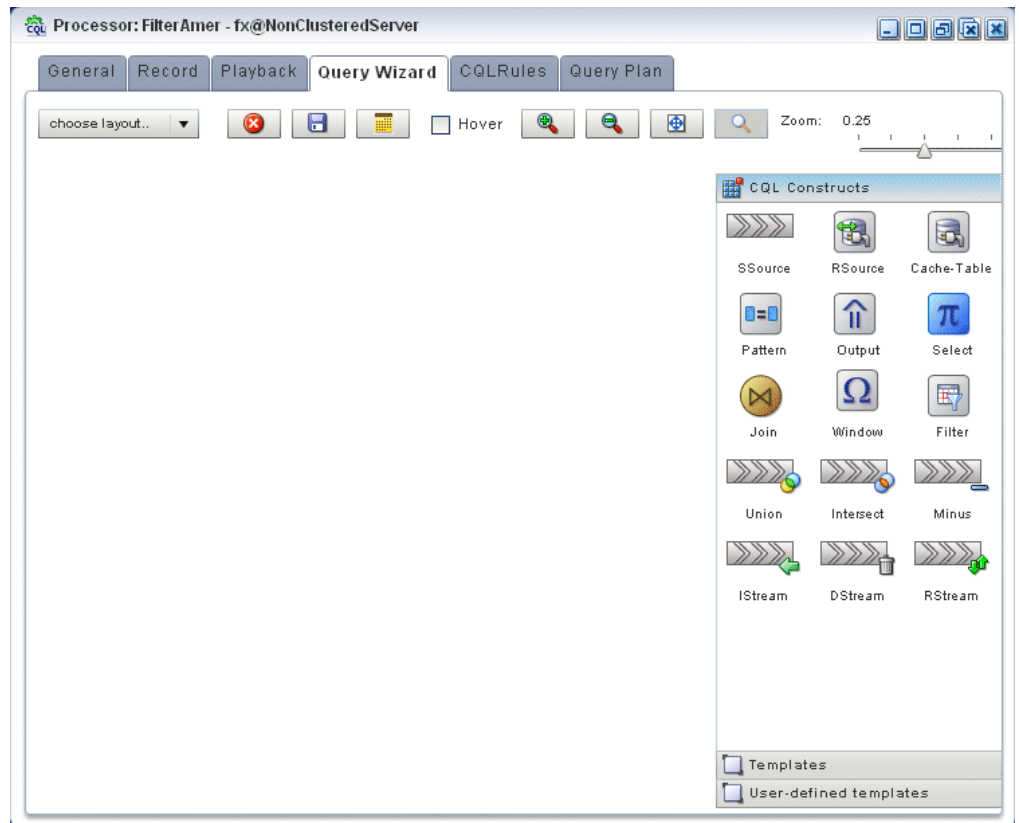 CQL Processor: FilterAmer - fx@NonClusteredServer
General Record Playback Query Wizard CQLRules Query Plan
choose layout.. Hover Zoom: 0.25
CQL Constructs
SSource RSource Cache-Table
Pattern Output Select
Join Window Filter
Union Intersect Minus
IStream DStream RStream
Templates
User-defined templates